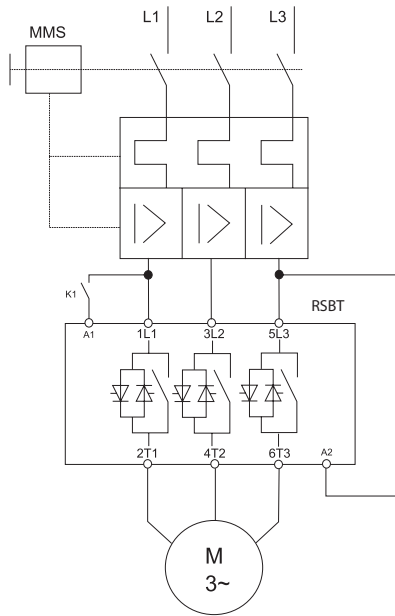 L1 L2 L3
MMS
K1
RSBT
A1 1L1 3L2 5L3
2T1 4T2 6T3 A2
M
3~